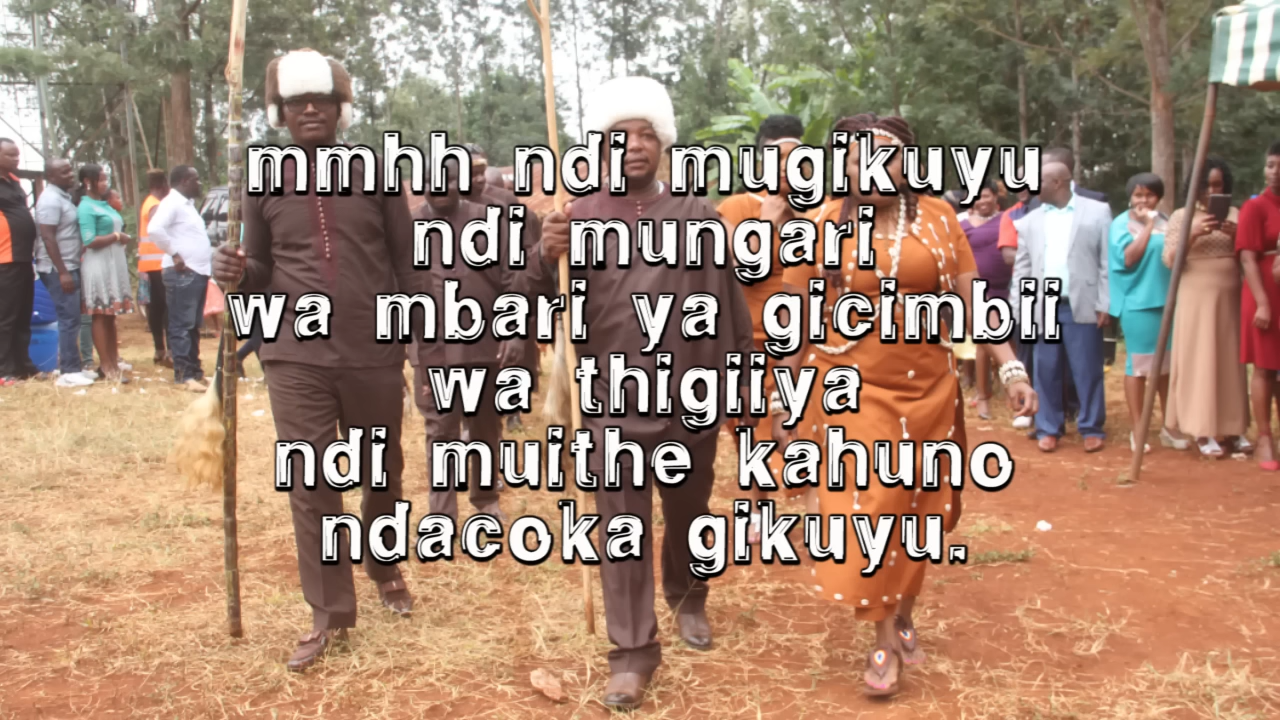 mmhh ndi mugikuyu
ndi mungari
wa mbari ya gicimbii
wa thigiiya
ndi muithe kahuno
ndacoka gikuyu.